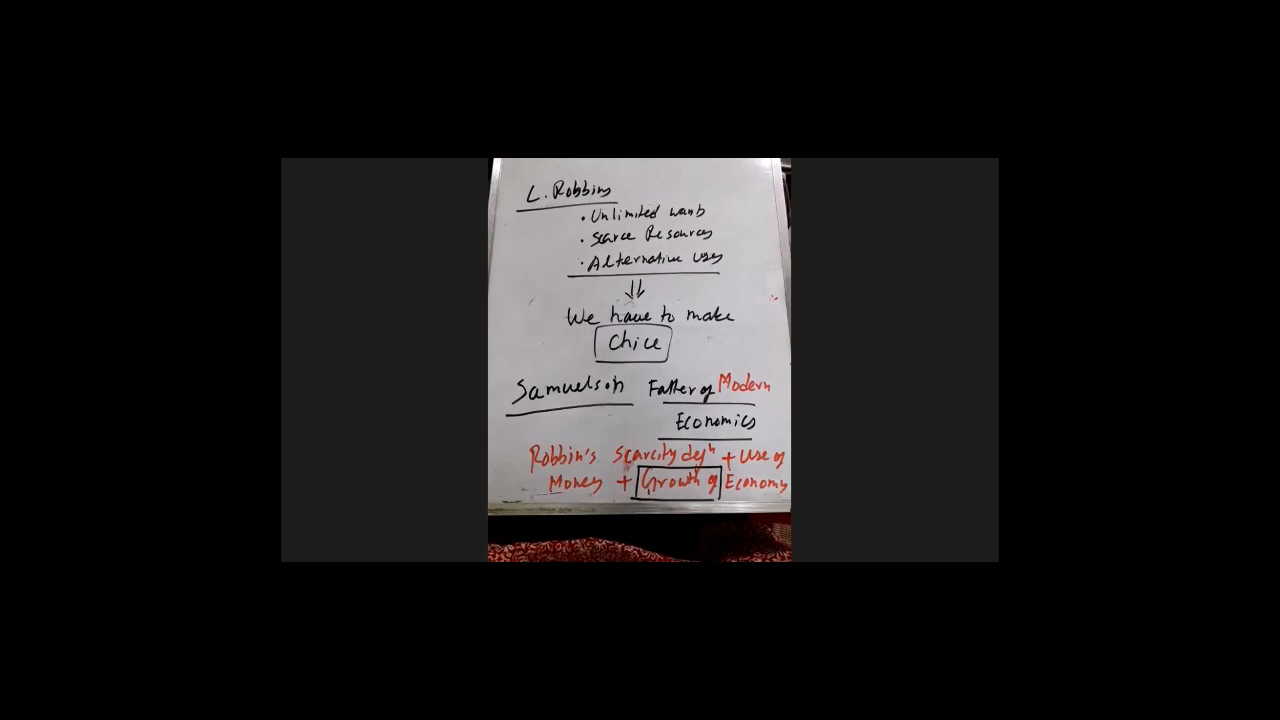 L. Robbins
• Unlimited wants
• Scarce Resources
• Alternative uses
We have to make
Chice
Samuelson Father of Modern
Economics
Robbin's Scarcity defⁿ + Use of
Money + Growth of Economy